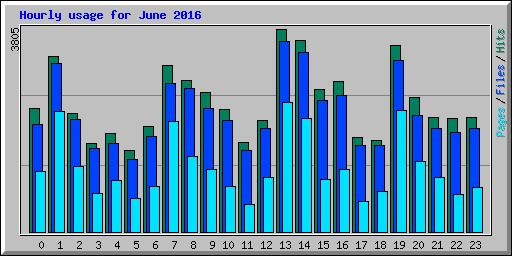 Hourly usage for June 2016
3805
Pages/Files/Hits
0 1 2 3 4 5 6 7 8 9 10 11 12 13 14 15 16 17 18 19 20 21 22 23